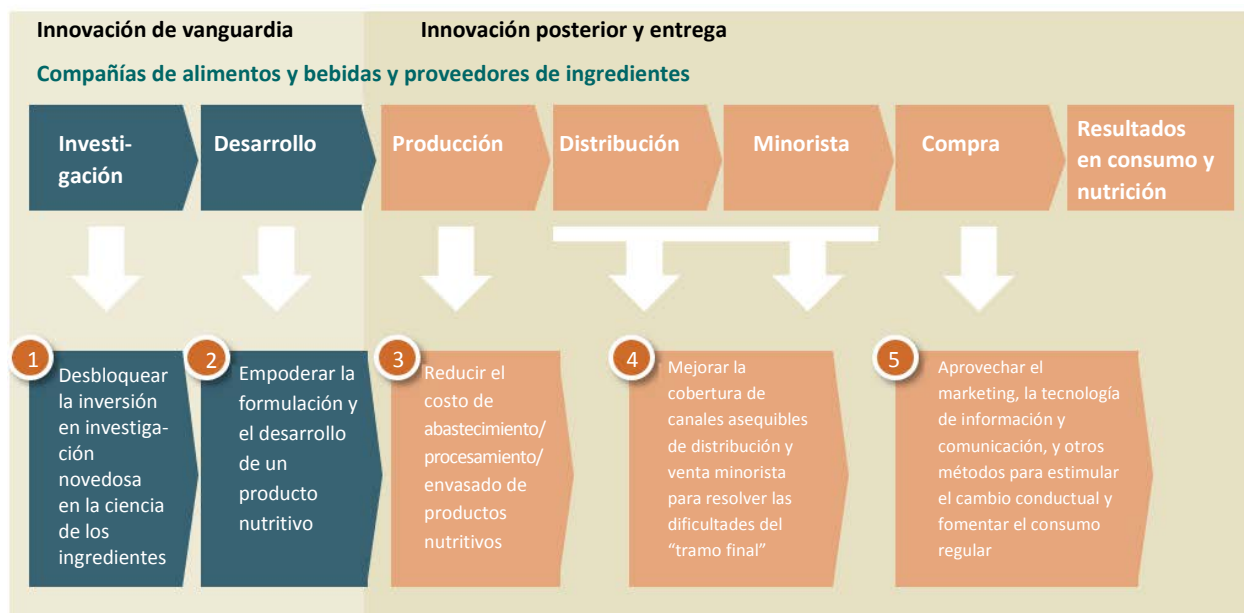 Innovación de vanguardia
Innovación posterior y entrega
Compañías de alimentos y bebidas y proveedores de ingredientes
Investi-
gación
Desarrollo
Producción
Distribución
Minorista
Compra
Resultados
en consumo y
nutrición
1
Desbloquear
la inversión
en investiga-
ción
novedosa
en la ciencia
de los
ingredientes
2
Empoderar la
formulación y
el desarrollo
de un
producto
nutritivo
3
Reducir el
costo de
abastecimiento/
procesamiento/
envasado de
productos
nutritivos
4
Mejorar la
cobertura de
canales asequibles
de distribución y
venta minorista
para resolver las
dificultades del
“tramo final”
5
Aprovechar el
marketing, la tecnología
de información y
comunicación, y otros
métodos para estimular
el cambio conductual y
fomentar el consumo
regular